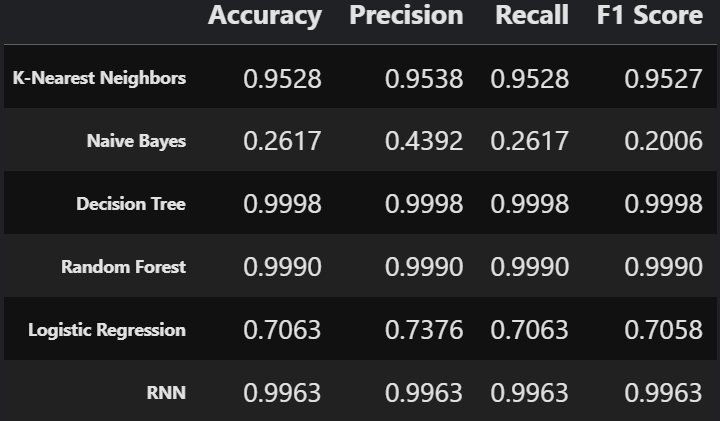 Accuracy Precision Recall F1 Score
K-Nearest Neighbors 0.9528 0.9538 0.9528 0.9527
Naive Bayes 0.2617 0.4392 0.2617 0.2006
Decision Tree 0.9998 0.9998 0.9998 0.9998
Random Forest 0.9990 0.9990 0.9990 0.9990
Logistic Regression 0.7063 0.7376 0.7063 0.7058
RNN 0.9963 0.9963 0.9963 0.9963